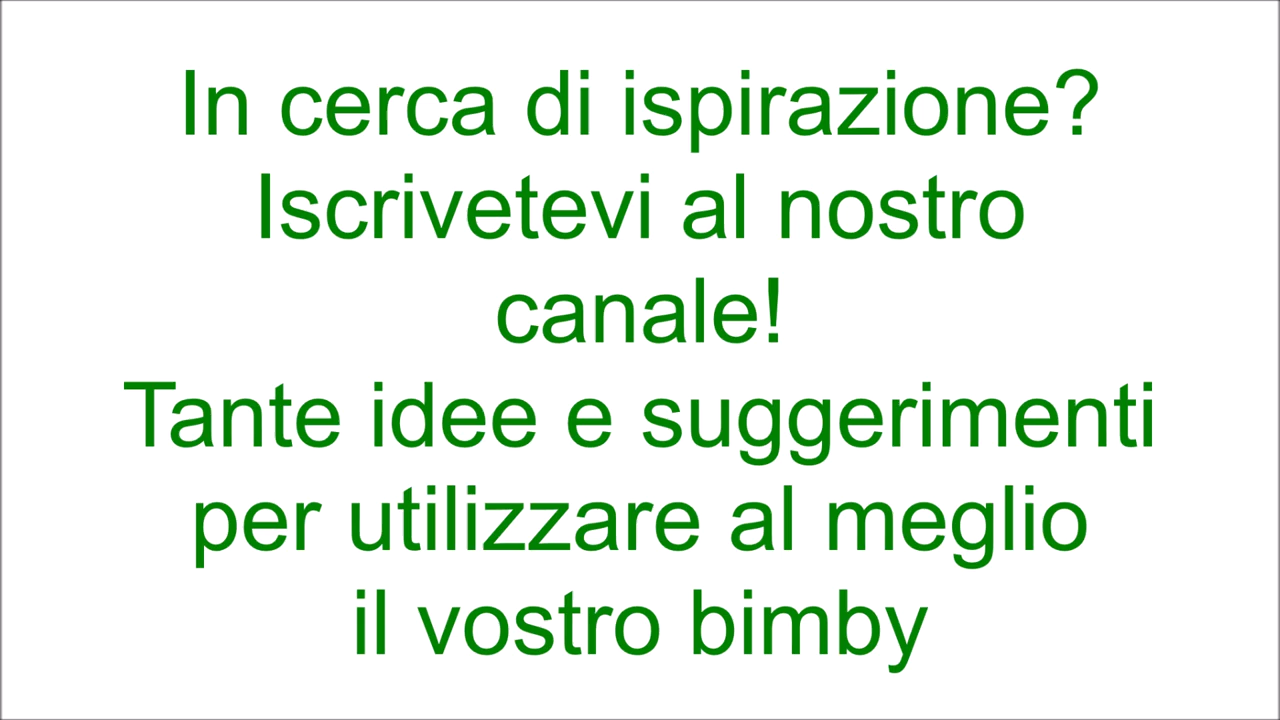 In cerca di ispirazione?
Iscrivetevi al nostro
canale!
Tante idee e suggerimenti
per utilizzare al meglio
il vostro bimby